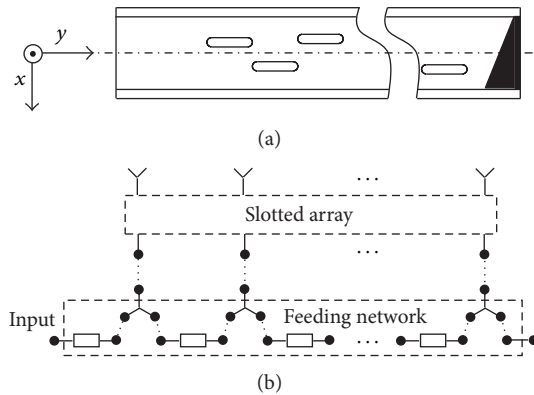 y
x
(a)
...
Slotted array
...
Input
Feeding network
...
(b)